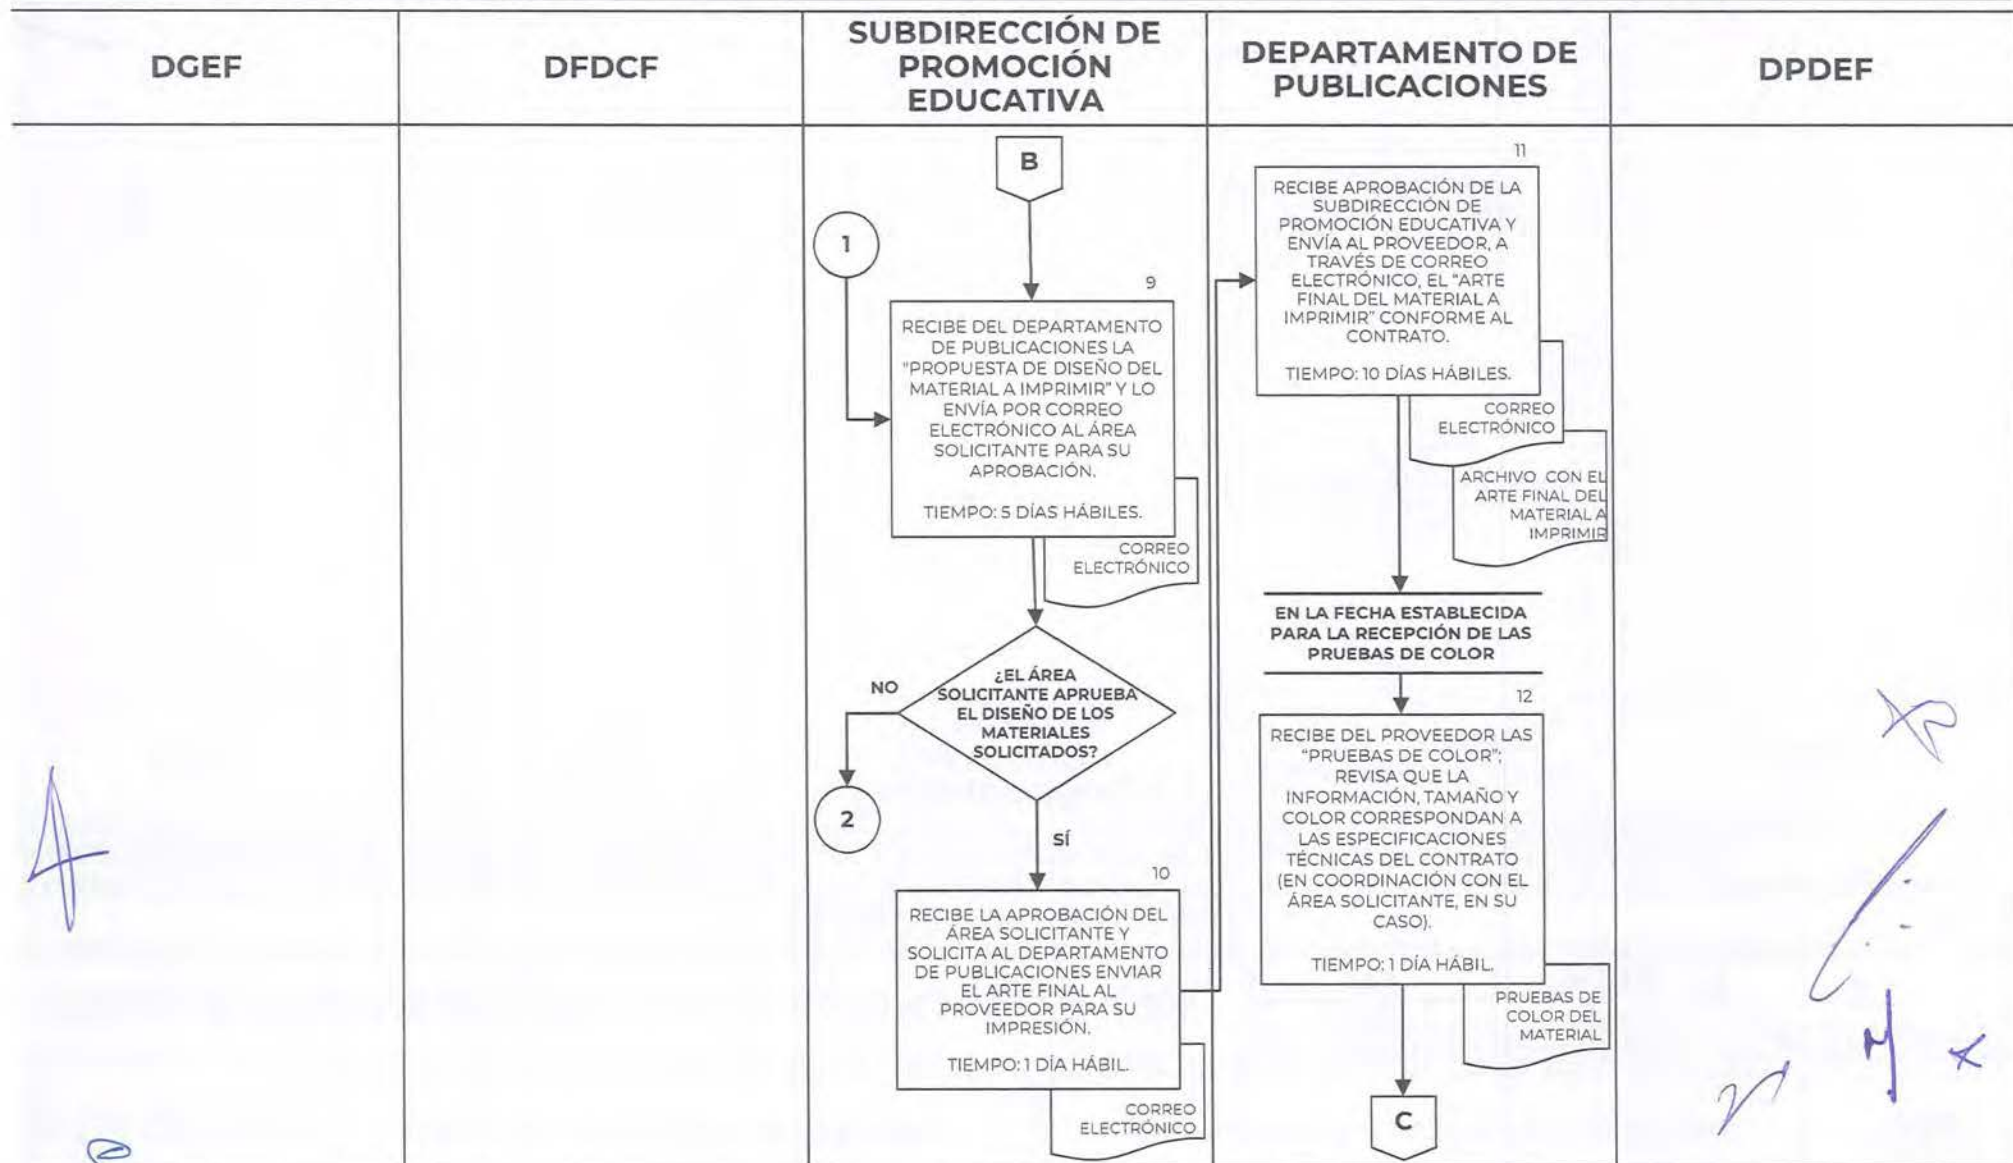 DGEF
DFDCF
SUBDIRECCIÓN DE
PROMOCIÓN
EDUCATIVA
DEPARTAMENTO DE
PUBLICACIONES
DPDEF
B
1
9
RECIBE DEL DEPARTAMENTO
DE PUBLICACIONES LA
"PROPUESTA DE DISEÑO DEL
MATERIAL A IMPRIMIR" Y LO
ENVÍA POR CORREO
ELECTRÓNICO AL ÁREA
SOLICITANTE PARA SU
APROBACIÓN.
TIEMPO: 5 DÍAS HÁBILES.
CORREO
ELECTRÓNICO
¿EL ÁREA
SOLICITANTE APRUEBA
EL DISEÑO DE LOS
MATERIALES
SOLICITADOS?
NO
2
SÍ
10
RECIBE LA APROBACIÓN DEL
ÁREA SOLICITANTE Y
SOLICITA AL DEPARTAMENTO
DE PUBLICACIONES ENVIAR
EL ARTE FINAL AL
PROVEEDOR PARA SU
IMPRESIÓN.
TIEMPO: 1 DÍA HÁBIL.
CORREO
ELECTRÓNICO
11
RECIBE APROBACIÓN DE LA
SUBDIRECCIÓN DE
PROMOCIÓN EDUCATIVA Y
ENVÍA AL PROVEEDOR, A
TRAVÉS DE CORREO
ELECTRÓNICO, EL "ARTE
FINAL DEL MATERIAL A
IMPRIMIR" CONFORME AL
CONTRATO.
TIEMPO: 10 DÍAS HÁBILES.
CORREO
ELECTRÓNICO
ARCHIVO CON EL
ARTE FINAL DEL
MATERIAL A
IMPRIMIR
EN LA FECHA ESTABLECIDA
PARA LA RECEPCIÓN DE LAS
PRUEBAS DE COLOR
12
RECIBE DEL PROVEEDOR LAS
"PRUEBAS DE COLOR";
REVISA QUE LA
INFORMACIÓN, TAMAÑO Y
COLOR CORRESPONDAN A
LAS ESPECIFICACIONES
TÉCNICAS DEL CONTRATO
(EN COORDINACIÓN CON EL
ÁREA SOLICITANTE, EN SU
CASO).
TIEMPO: 1 DÍA HÁBIL.
PRUEBAS DE
COLOR DEL
MATERIAL
C